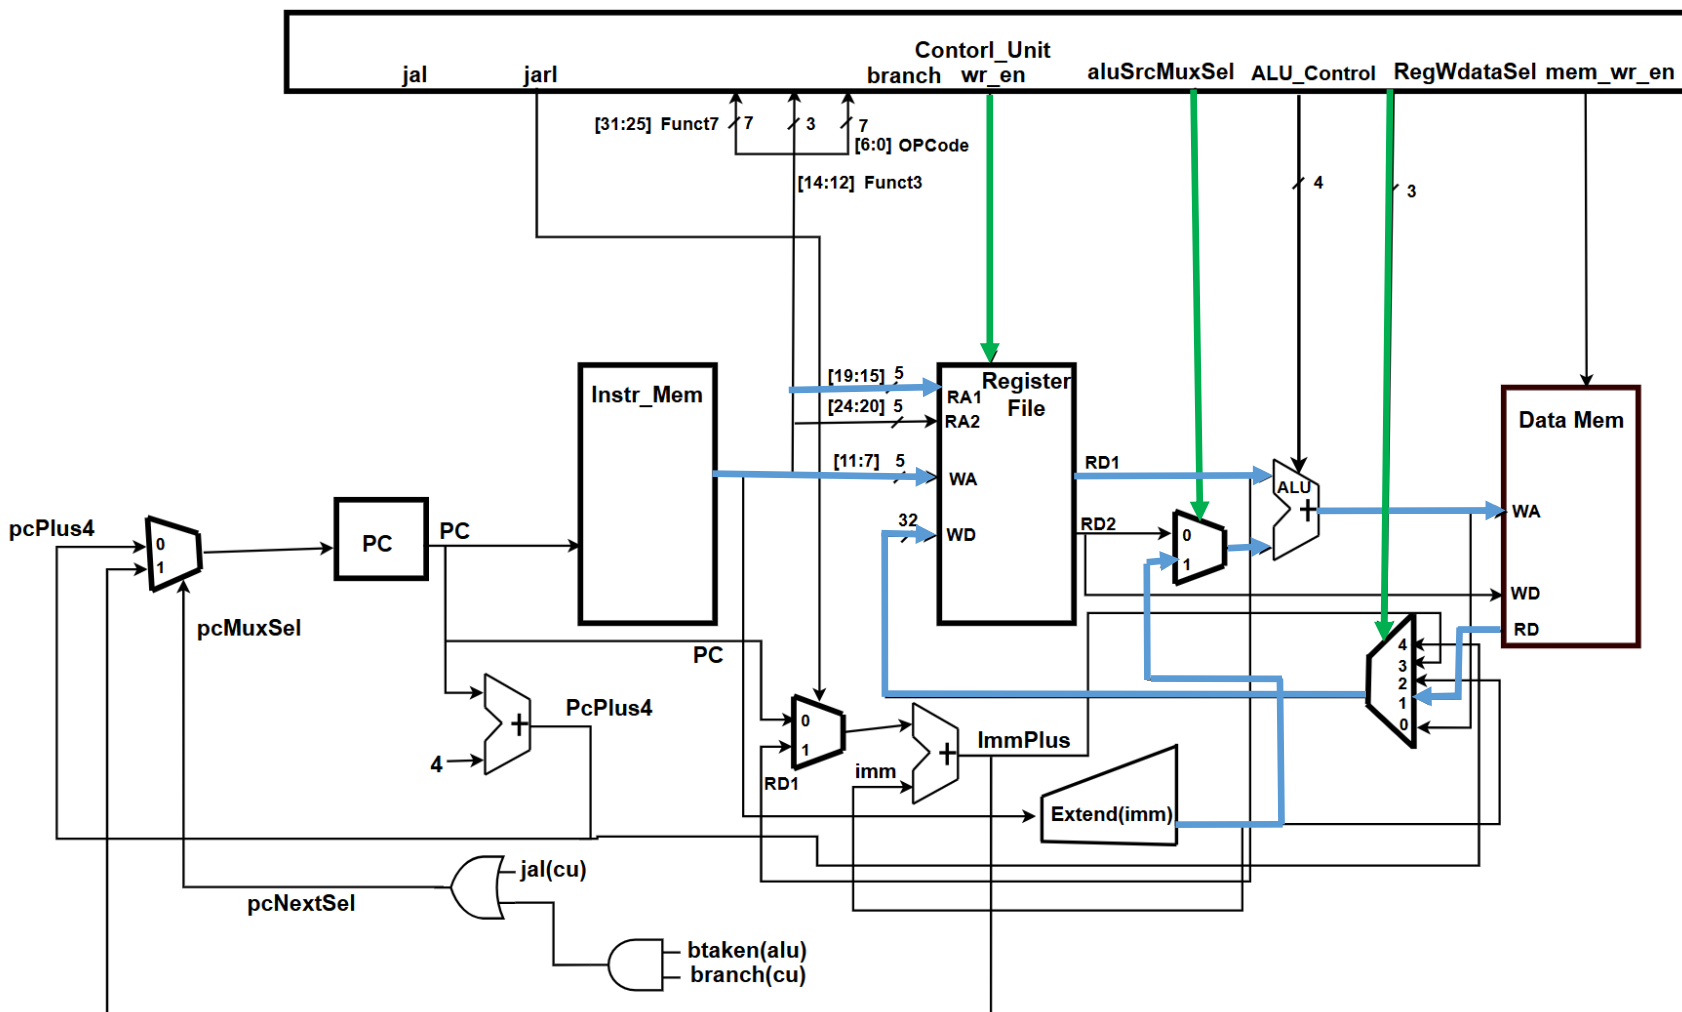 Contorl_Unit
jal
jarl
branch
wr_en
aluSrcMuxSel
ALU_Control
RegWdataSel
mem_wr_en
[31:25] Funct7
7
3
7
[6:0] OPCode
[14:12] Funct3
4
3
Instr_Mem
[19:15]
5
[24:20]
5
[11:7]
5
32
Register
File
RA1
RA2
WA
WD
RD1
RD2
0
1
ALU
+
Data Mem
WA
WD
RD
4
3
2
1
0
pcPlus4
0
1
PC
PC
pcMuxSel
PC
PcPlus4
+
4
0
1
RD1
imm
+
ImmPlus
Extend(imm)
jal(cu)
pcNextSel
btaken(alu)
branch(cu)